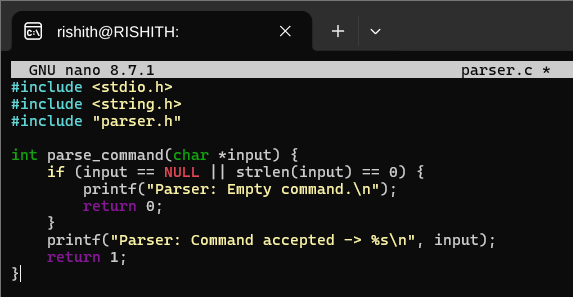 rishith@RISHITH:
GNU nano 8.7.1 parser.c *
#include <stdio.h>
#include <string.h>
#include "parser.h"
int parse_command(char *input) {
    if (input == NULL || strlen(input) == 0) {
        printf("Parser: Empty command.\n");
        return 0;
    }
    printf("Parser: Command accepted -> %s\n", input);
    return 1;
}